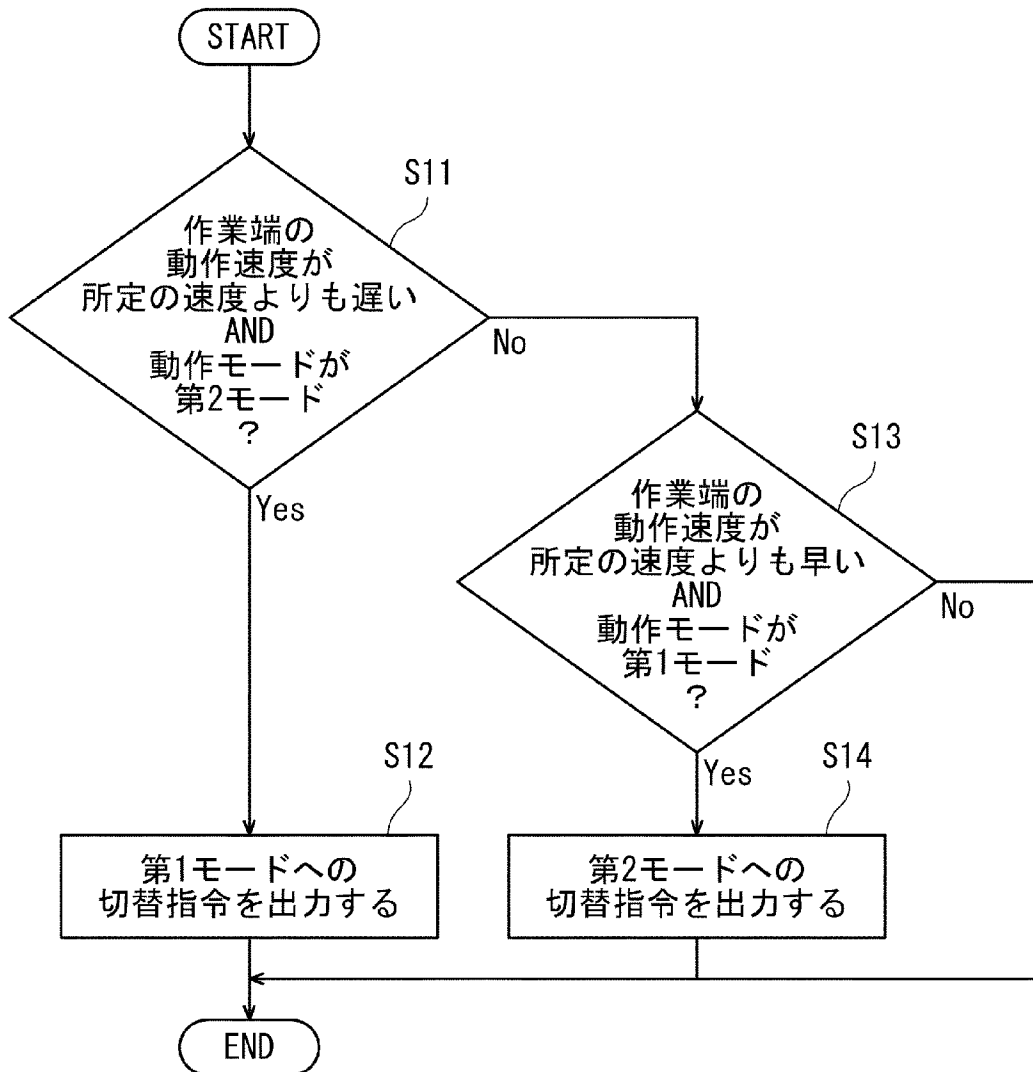 START
S11
作業端の
動作速度が
所定の速度よりも遅い
AND
動作モードが
第2モード
?
No
Yes
S13
作業端の
動作速度が
所定の速度よりも早い
AND
動作モードが
第1モード
?
No
Yes
S12
第1モードへの
切替指令を出力する
S14
第2モードへの
切替指令を出力する
END